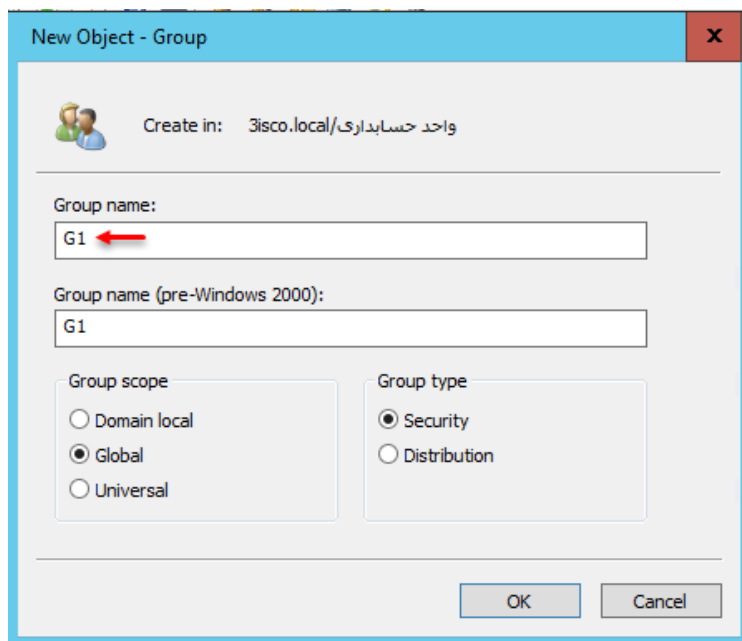 New Object - Group
x
Create in: 3isco.local/واحد حسابداری
Group name:
G1
Group name (pre-Windows 2000):
G1
Group scope
Domain local
Global
Universal
Group type
Security
Distribution
OK Cancel